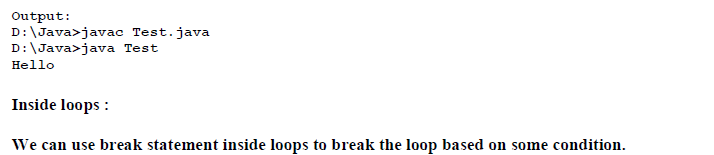 Output:
D:\Java>javac Test.java
D:\Java>java Test
Hello
Inside loops :
We can use break statement inside loops to break the loop based on some condition.